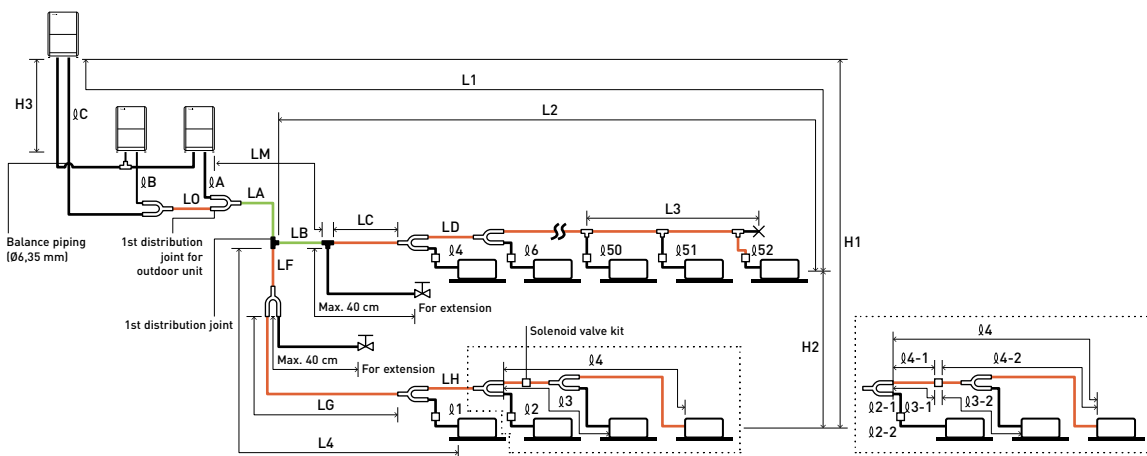 L1
H3
ℓC
L2
LM
ℓB
ℓA
LO
LA
L3
LC
LD
LB
H1
Balance piping
(Ø6,35 mm)
1st distribution
joint for
outdoor unit
ℓ4
ℓ6
ℓ50
ℓ51
ℓ52
LF
Max. 40 cm
For extension
1st distribution joint
Solenoid valve kit
H2
Max. 40 cm
For extension
ℓ4
LH
LG
ℓ1
ℓ2
ℓ3
L4
ℓ4
ℓ4-1
ℓ4-2
ℓ2-1
ℓ3-1
ℓ3-2
ℓ2-2